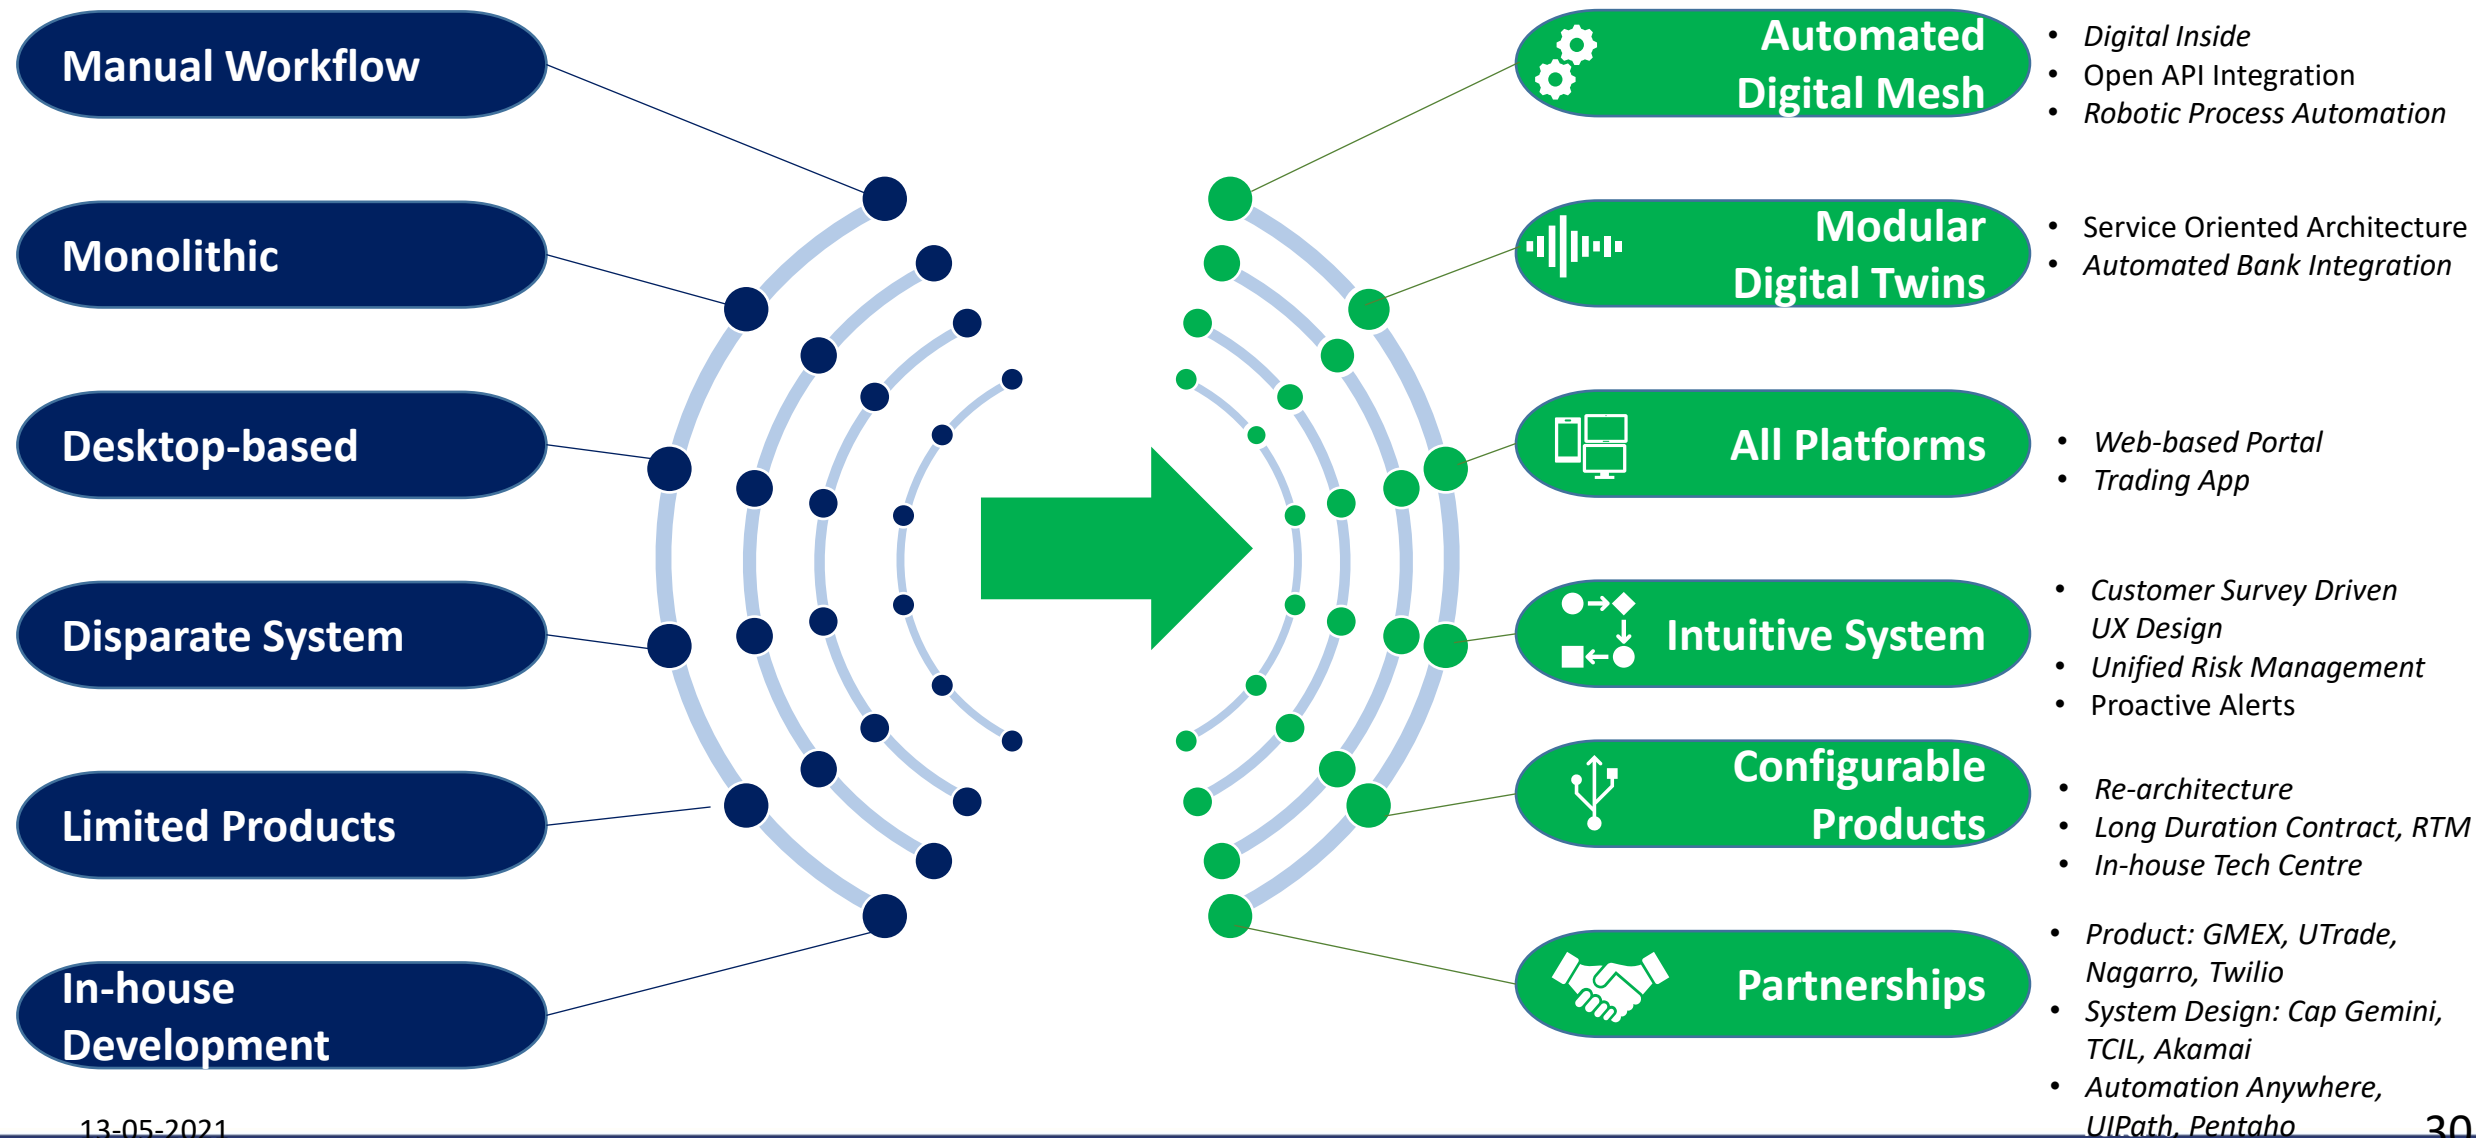 Manual Workflow
Monolithic
Desktop-based
Disparate System
Limited Products
In-house
Development
Automated
Digital Mesh
• Digital Inside
• Open API Integration
• Robotic Process Automation
Modular
Digital Twins
• Service Oriented Architecture
• Automated Bank Integration
All Platforms
• Web-based Portal
• Trading App
Intuitive System
• Customer Survey Driven
UX Design
• Unified Risk Management
• Proactive Alerts
Configurable
Products
• Re-architecture
• Long Duration Contract, RTM
• In-house Tech Centre
Partnerships
• Product: GMEX, UTrade,
Nagarro, Twilio
• System Design: Cap Gemini,
TCIL, Akamai
• Automation Anywhere,
UIPath, Pentaho
13-05-2021
30